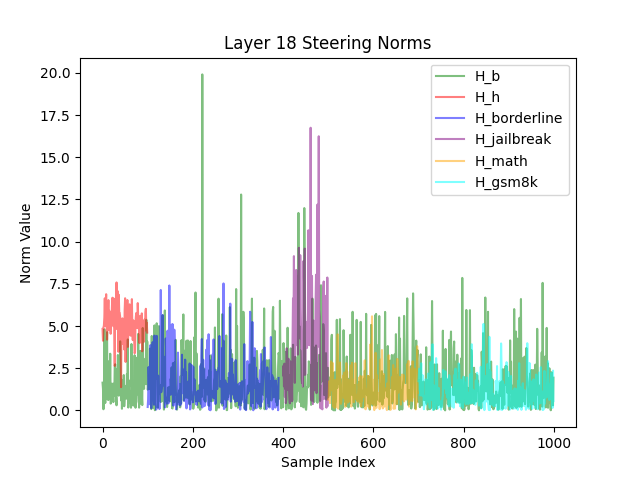 Layer 18 Steering Norms
Norm Value
20.0
17.5
15.0
12.5
10.0
7.5
5.0
2.5
0.0
H_b
H_h
H_borderline
H_jailbreak
H_math
H_gsm8k
0
200
400
600
800
1000
Sample Index